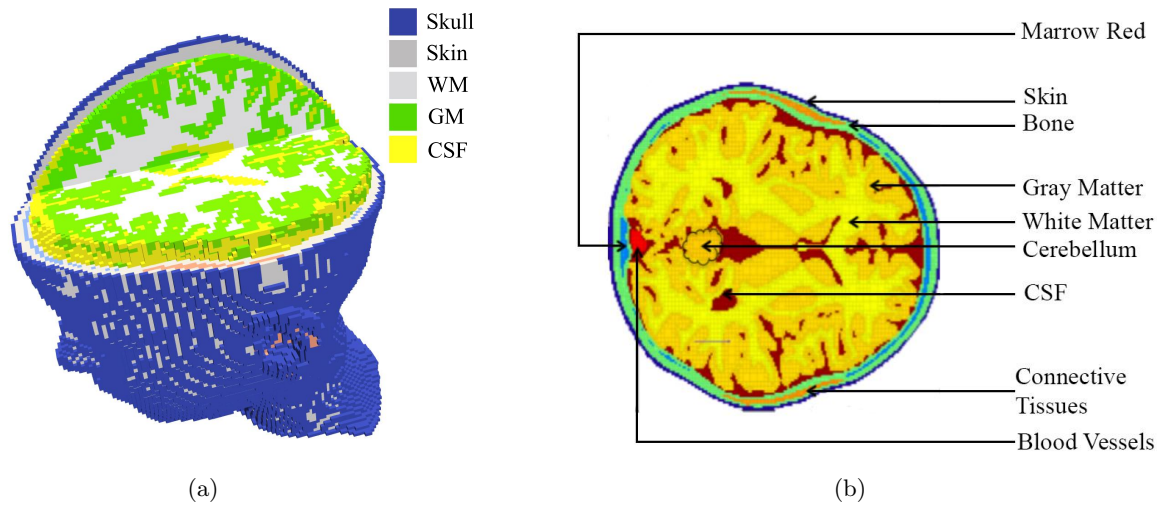 Skull
Skin
WM
GM
CSF
Marrow Red
Skin
Bone
Gray Matter
White Matter
Cerebellum
CSF
Connective
Tissues
Blood Vessels
(a)
(b)